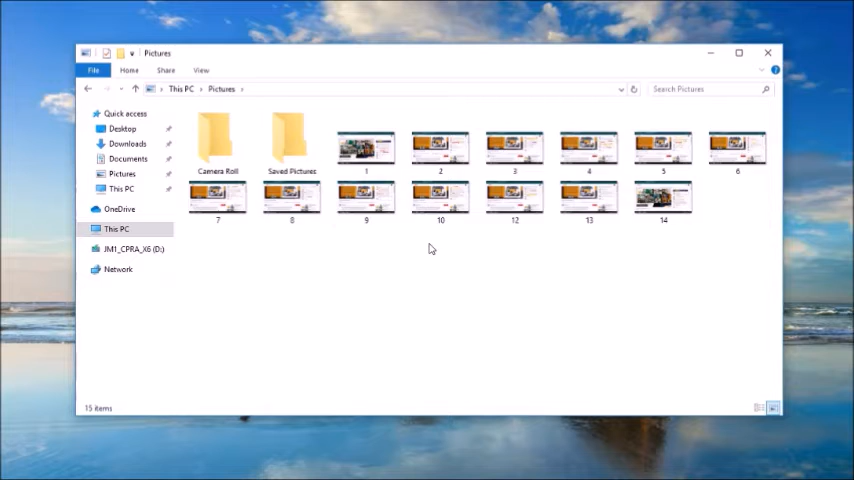 Pictures
File Home Share View
This PC Pictures
Search Pictures
Quick access
Desktop
Downloads
Documents
Pictures
This PC
OneDrive
This PC
JM1_CPRA_X6 (D:)
Network
Camera Roll Saved Pictures 1 2 3 4 5 6
7 8 9 10 12 13 14
15 items